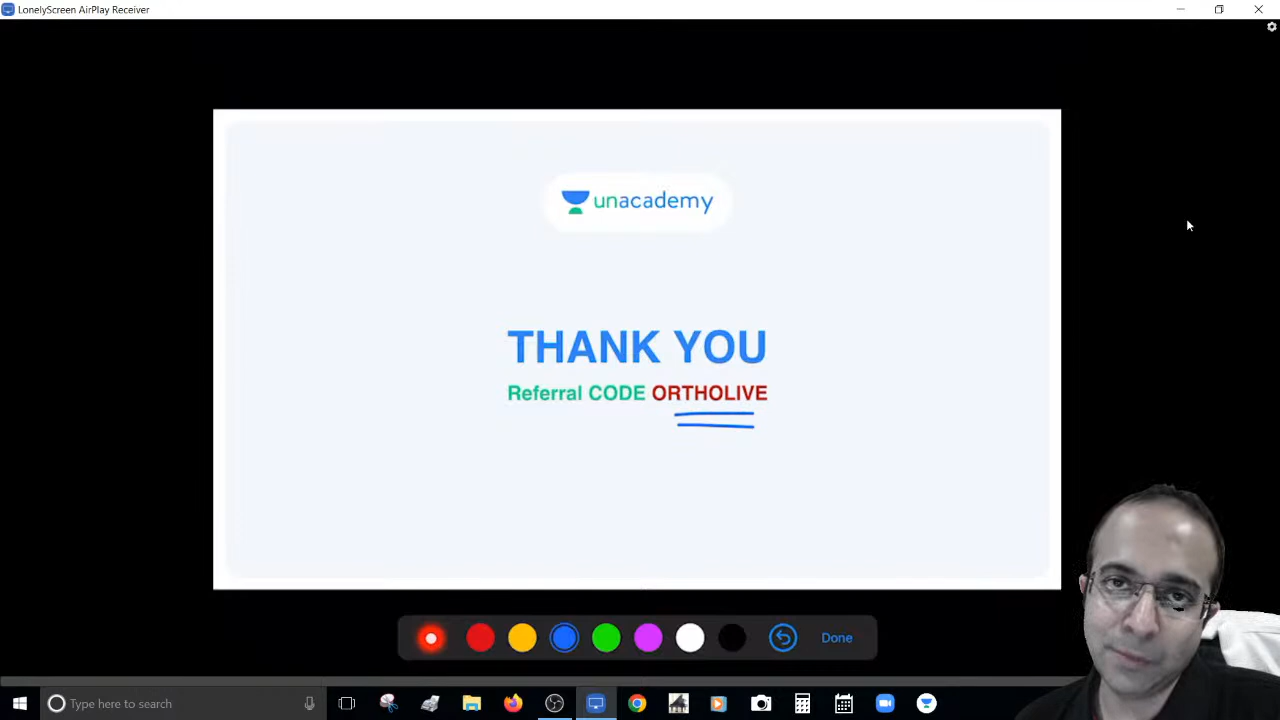 LonelyScreen AirPlay Receiver
unacademy
THANK YOU
Referral CODE ORTHOLIVE
Done
Type here to search